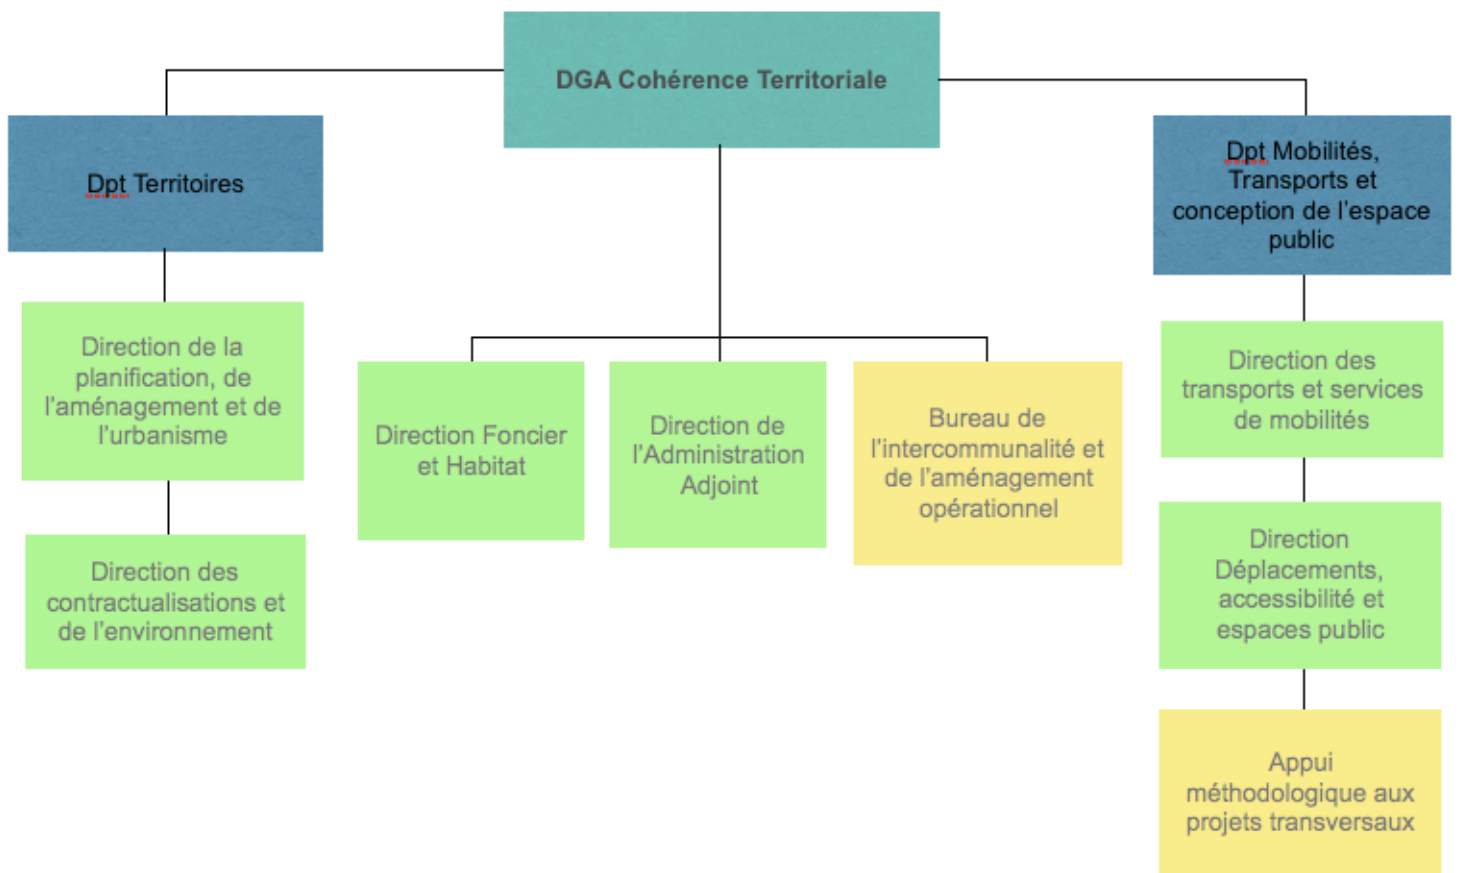 DGA Cohérence Territoriale
Dpt Territoires
Dpt Mobilités,
Transports et
conception de l'espace
public
Direction de la
planification, de
l'aménagement et de
l'urbanisme
Direction des
contractualisations et
de l'environnement
Direction Foncier
et Habitat
Direction de
l'Administration
Adjoint
Bureau de
l'intercommunalité et
de l'aménagement
opérationnel
Direction des
transports et services
de mobilités
Direction
Déplacements,
accessibilité et
espaces public
Appui
méthodologique aux
projets transversaux